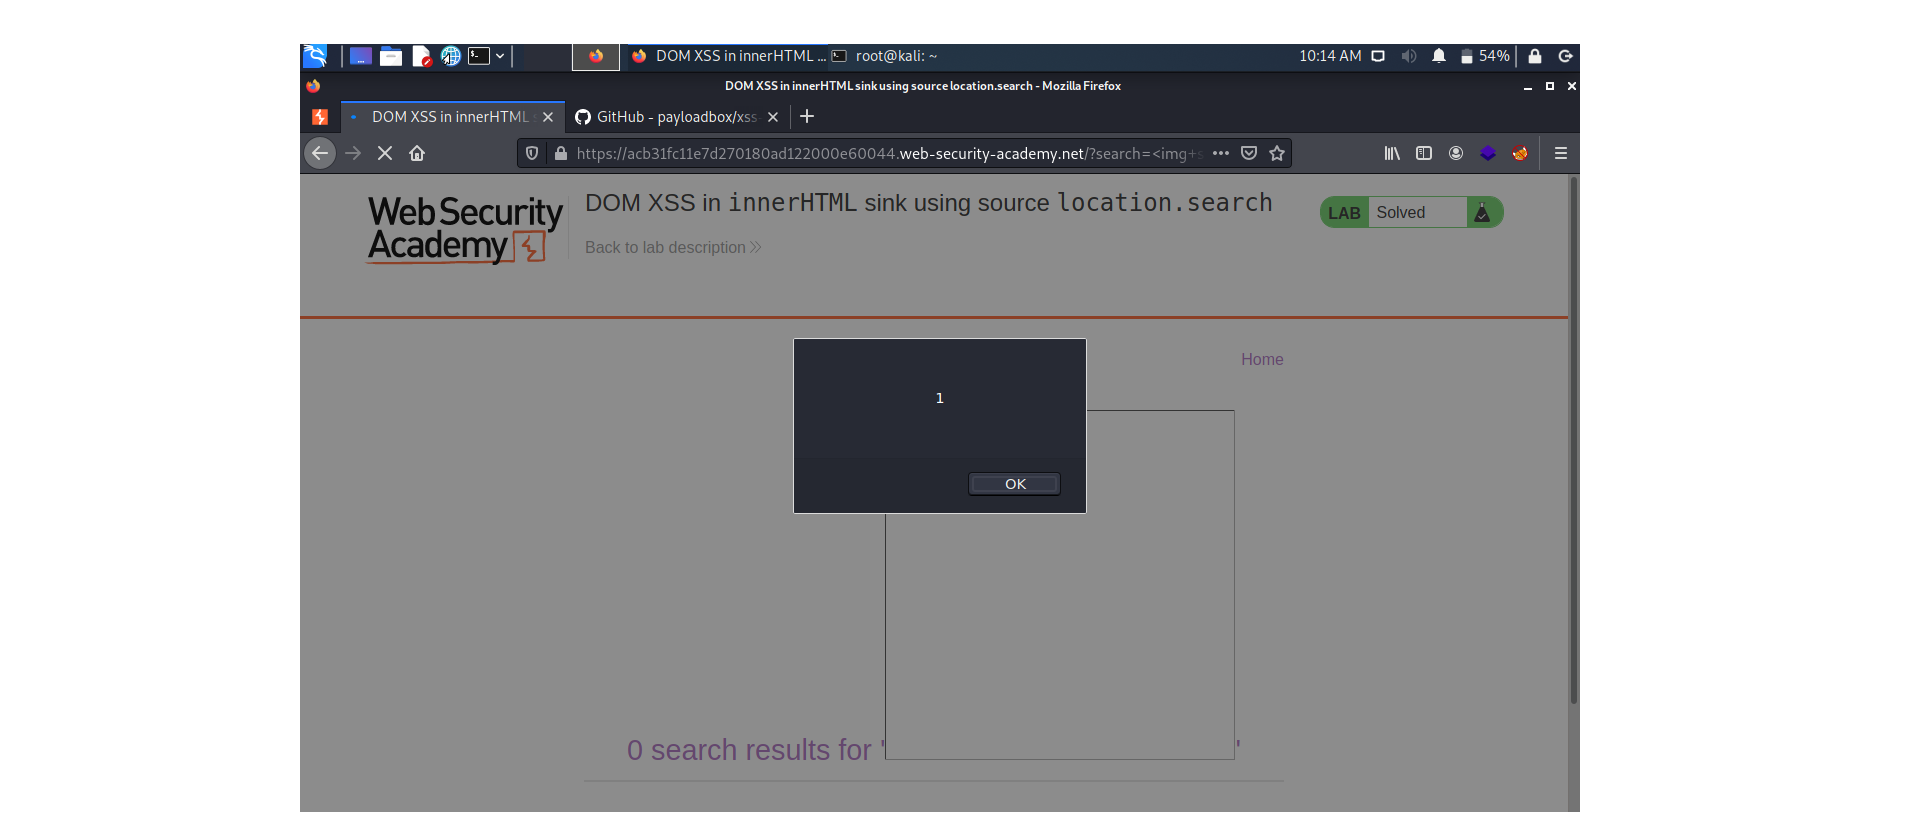 DOM XSS in innerHTML ...
root@kali: ~
10:14 AM
54%
DOM XSS in innerHTML sink using source location.search - Mozilla Firefox
DOM XSS in innerHTML
GitHub - payloadbox/xss
https://acb31fc11e7d270180ad122000e60044.web-security-academy.net/?search=<img+s
WebSecurity
Academy
DOM XSS in innerHTML sink using source location.search
Back to lab description
LAB
Solved
Home
1
OK
0 search results for '
'